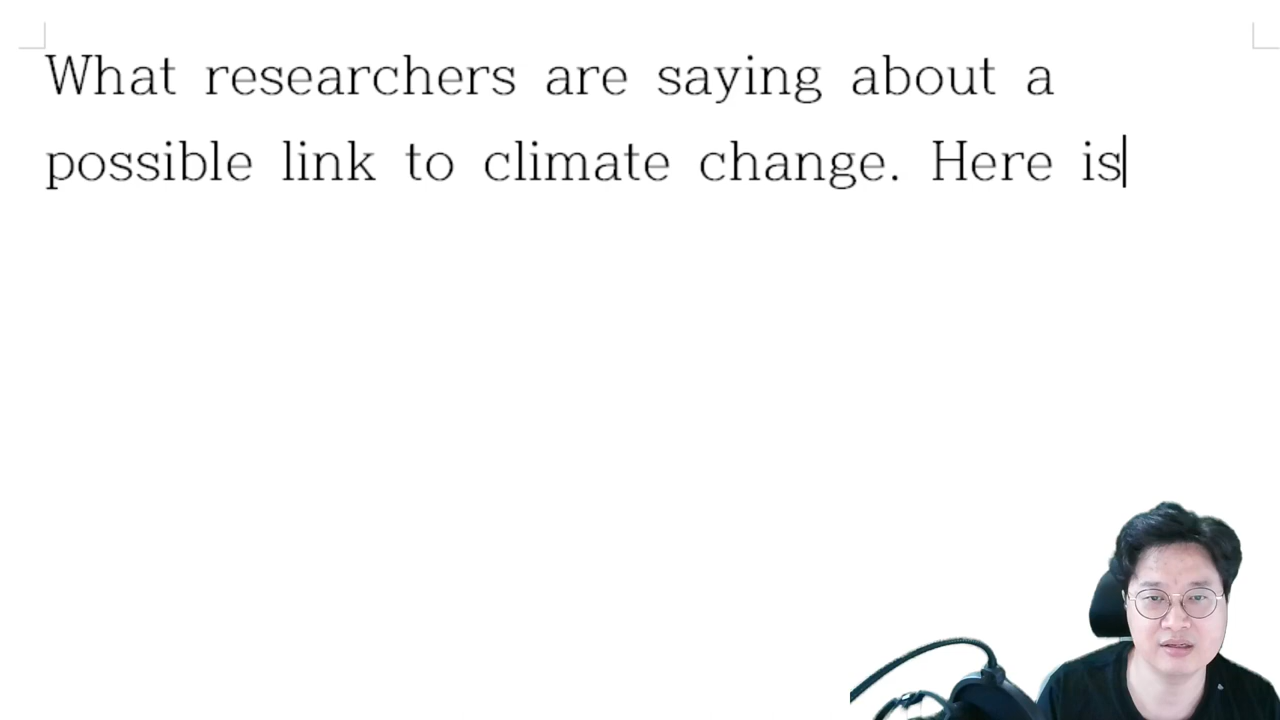 What researchers are saying about a
possible link to climate change. Here is